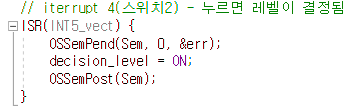 // iterrupt 4(스위치2) - 누르면 레벨이 결정됨
ISR(INT5_vect) {
OSSemPend(Sem, 0, &err);
decision_level = ON;
OSSemPost(Sem);
}